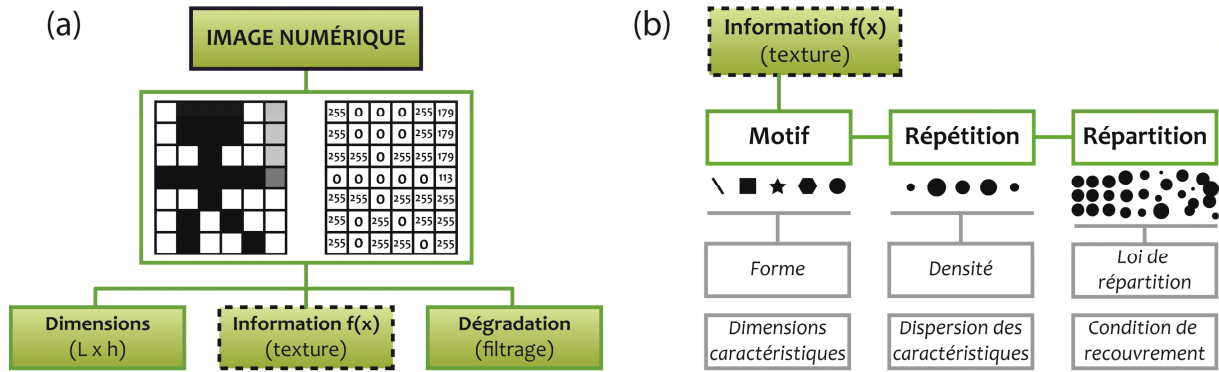 (a)
IMAGE NUMÉRIQUE
255 0 0 0 255 179
255 0 0 0 255 179
255 255 0 255 255 179
0 0 0 0 0 113
255 255 0 255 255 255
255 0 255 0 255 255
255 0 255 255 0 255
Dimensions
(L x h)
Information f(x)
(texture)
Dégradation
(filtrage)
(b)
Information f(x)
(texture)
Motif
Répétition
Répartition
Forme
Densité
Loi de
répartition
Dimensions
caractéristiques
Dispersion des
caractéristiques
Condition de
recouvrement